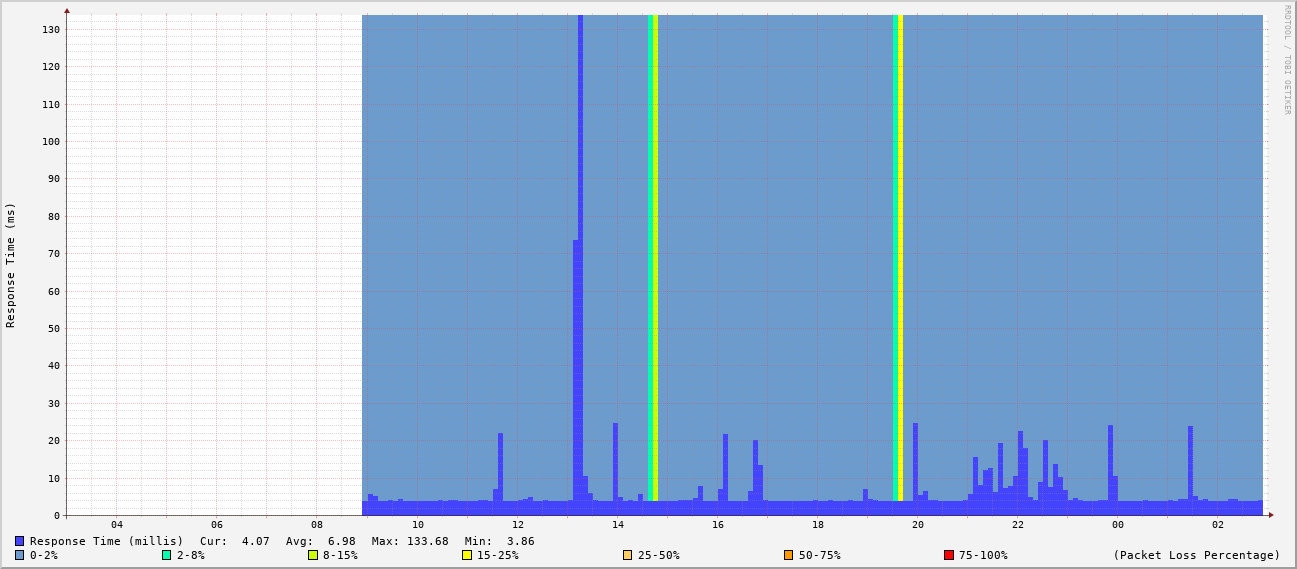 RRDTOOL / TOBI OETIKER
Response Time (ms)
130
120
110
100
90
80
70
60
50
40
30
20
10
0
04 06 08 10 12 14 16 18 20 22 00 02
Response Time (millis) Cur: 4.07 Avg: 6.98 Max: 133.68 Min: 3.86
0-2% 2-8% 8-15% 15-25% 25-50% 50-75% 75-100% (Packet Loss Percentage)